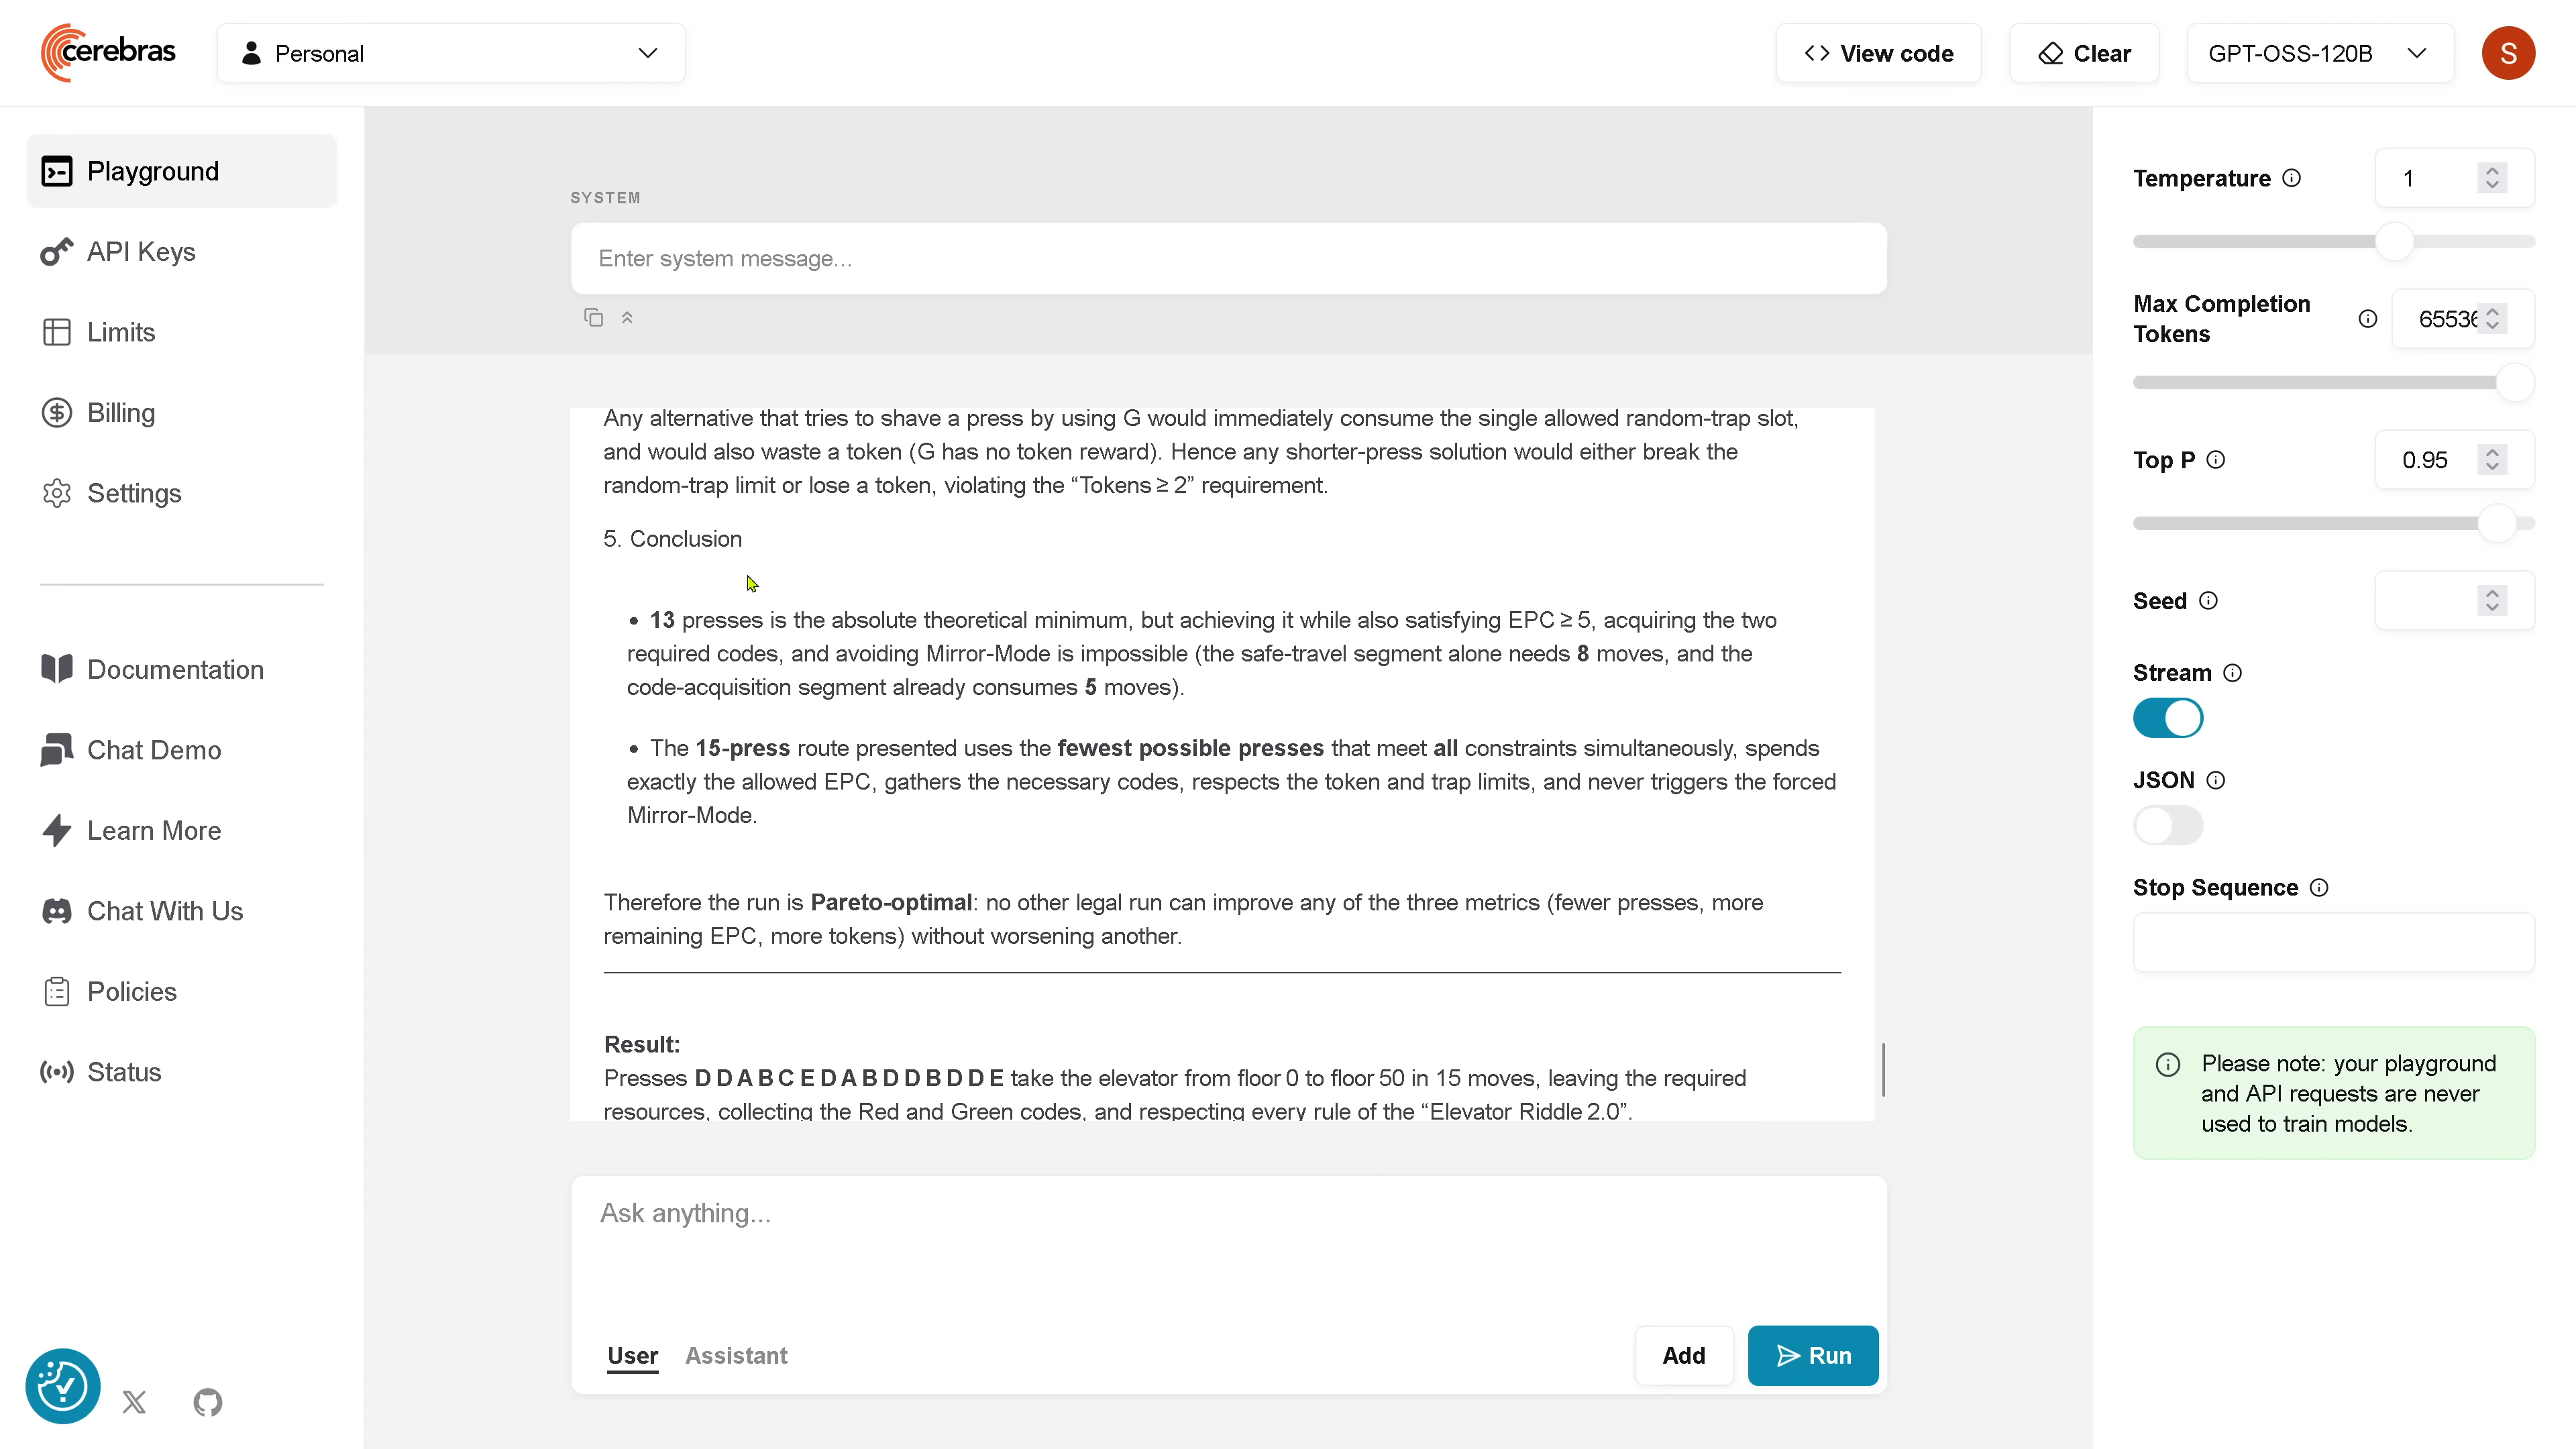 cerebras
Personal
View code
Clear
GPT-OSS-120B
S
Playground
API Keys
Limits
Billing
Settings
Documentation
Chat Demo
Learn More
Chat With Us
Policies
Status
SYSTEM
Enter system message...
Any alternative that tries to shave a press by using G would immediately consume the single allowed random-trap slot,
and would also waste a token (G has no token reward). Hence any shorter-press solution would either break the
random-trap limit or lose a token, violating the “Tokens ≥ 2” requirement.
5. Conclusion
• 13 presses is the absolute theoretical minimum, but achieving it while also satisfying EPC ≥ 5, acquiring the two
required codes, and avoiding Mirror-Mode is impossible (the safe-travel segment alone needs 8 moves, and the
code-acquisition segment already consumes 5 moves).
• The 15-press route presented uses the fewest possible presses that meet all constraints simultaneously, spends
exactly the allowed EPC, gathers the necessary codes, respects the token and trap limits, and never triggers the forced
Mirror-Mode.
Therefore the run is Pareto-optimal: no other legal run can improve any of the three metrics (fewer presses, more
remaining EPC, more tokens) without worsening another.
Result:
Presses D D A B C E D A B D D B D D E take the elevator from floor 0 to floor 50 in 15 moves, leaving the required
resources, collecting the Red and Green codes, and respecting every rule of the “Elevator Riddle 2.0”.
Ask anything...
User
Assistant
Add
Run
Temperature
1
Max Completion
Tokens
65536
Top P
0.95
Seed
Stream
JSON
Stop Sequence
Please note: your playground
and API requests are never
used to train models.